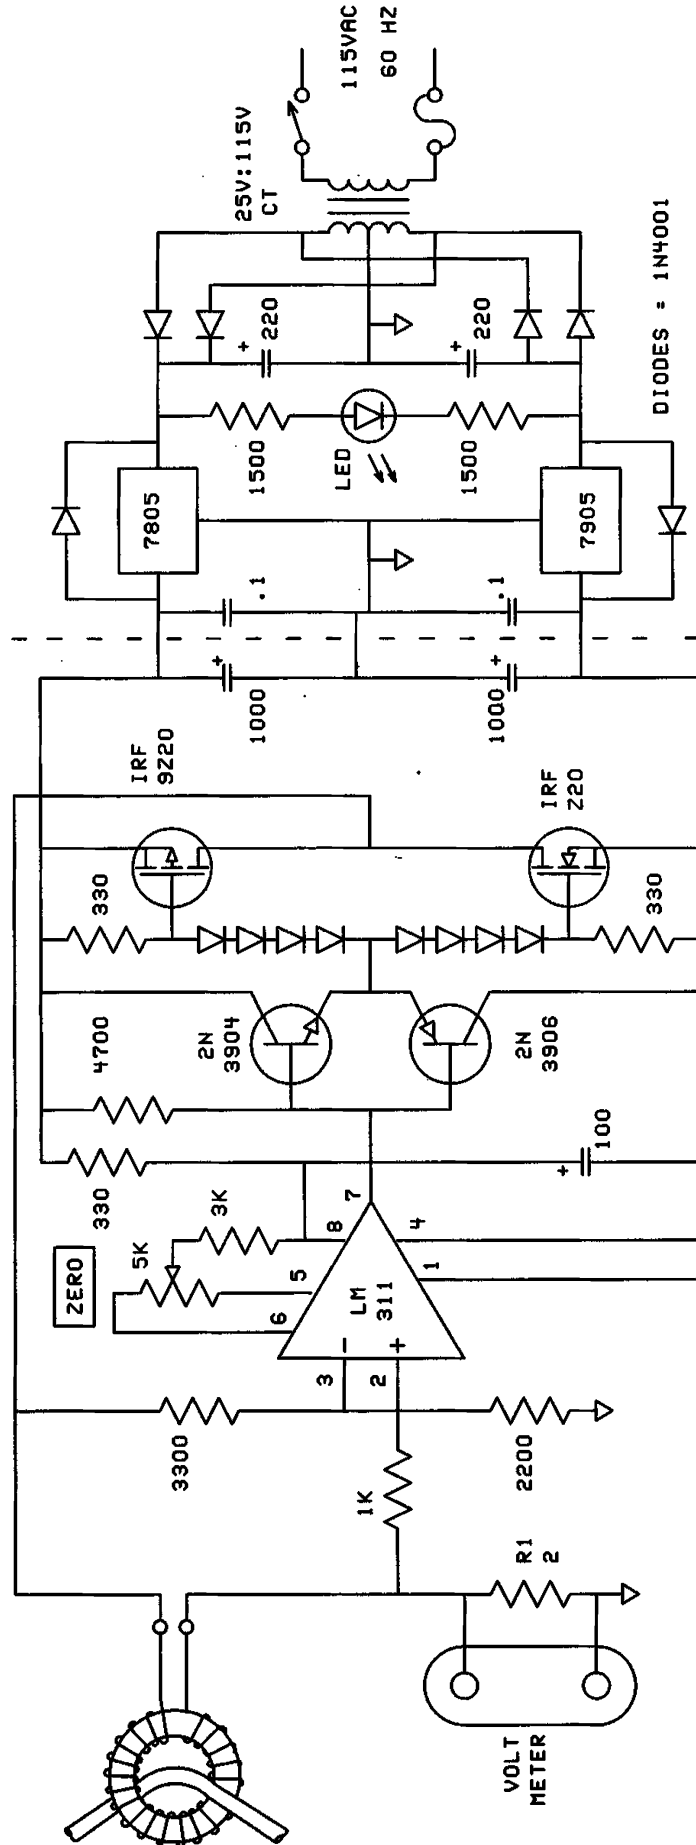 ZERO
5K
3K
330
4700
330
IRF
9Z20
1000
+
7805
1500
+
220
25V:115V
CT
115VAC
60 HZ
3300
3
2
-
+
6
5
8
7
LM
311
1
4
2N
3904
2N
3906
+
100
330
IRF
Z20
1000
+
.1
.1
LED
1500
7905
+
220
DIODES = 1N4001
1K
2200
R1
2
VOLT
METER